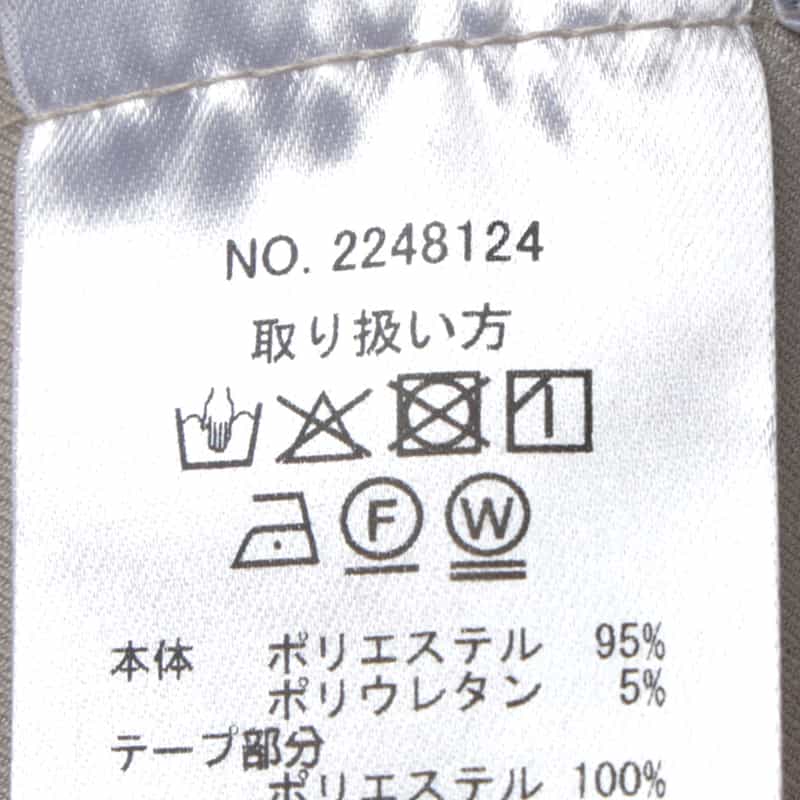 NO. 2248124
取り扱い方
F W
本体 ポリエステル 95%
ポリウレタン 5%
テープ部分
ポリエステル 100%